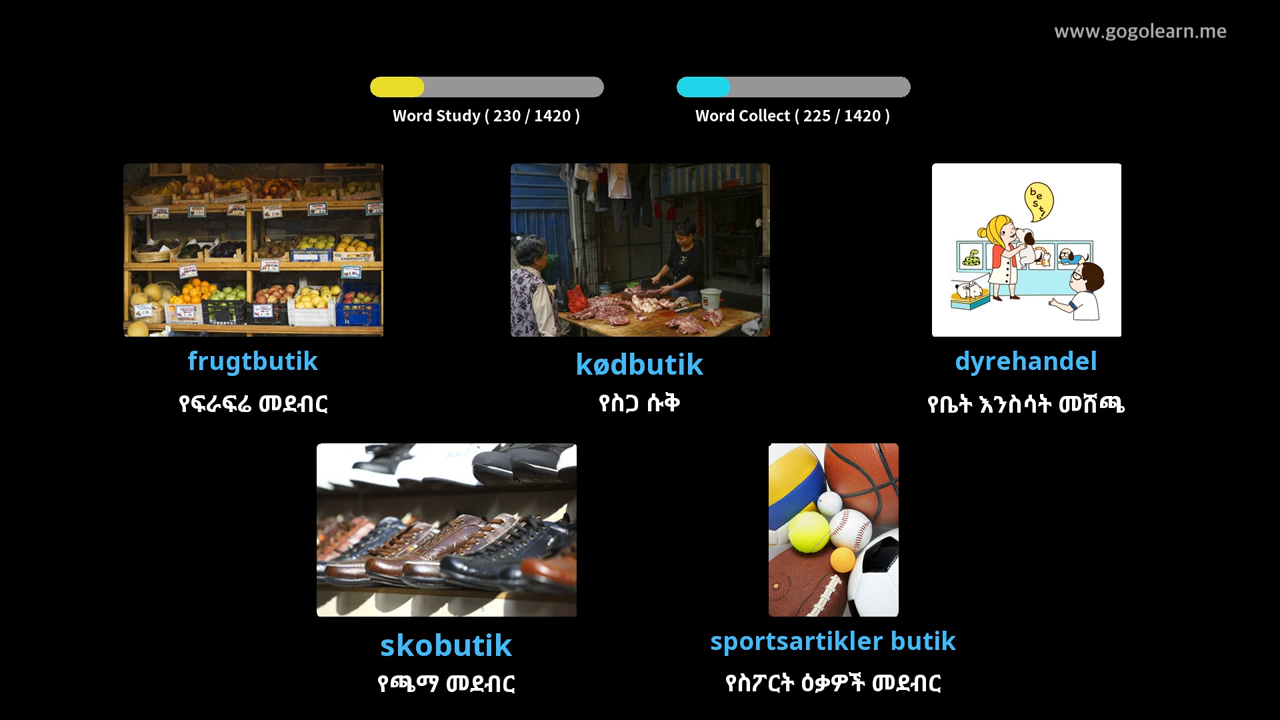 www.gogolearn.me
Word Study ( 230 / 1420 )
Word Collect ( 225 / 1420 )
best
frugtbutik
kødbutik
dyrehandel
የፍራፍሬ መደብር
የስጋ ሱቅ
የቤት እንስሳት መሸጫ
skobutik
sportsartikler butik
የጫማ መደብር
የስፖርት ዕቃዎች መደብር